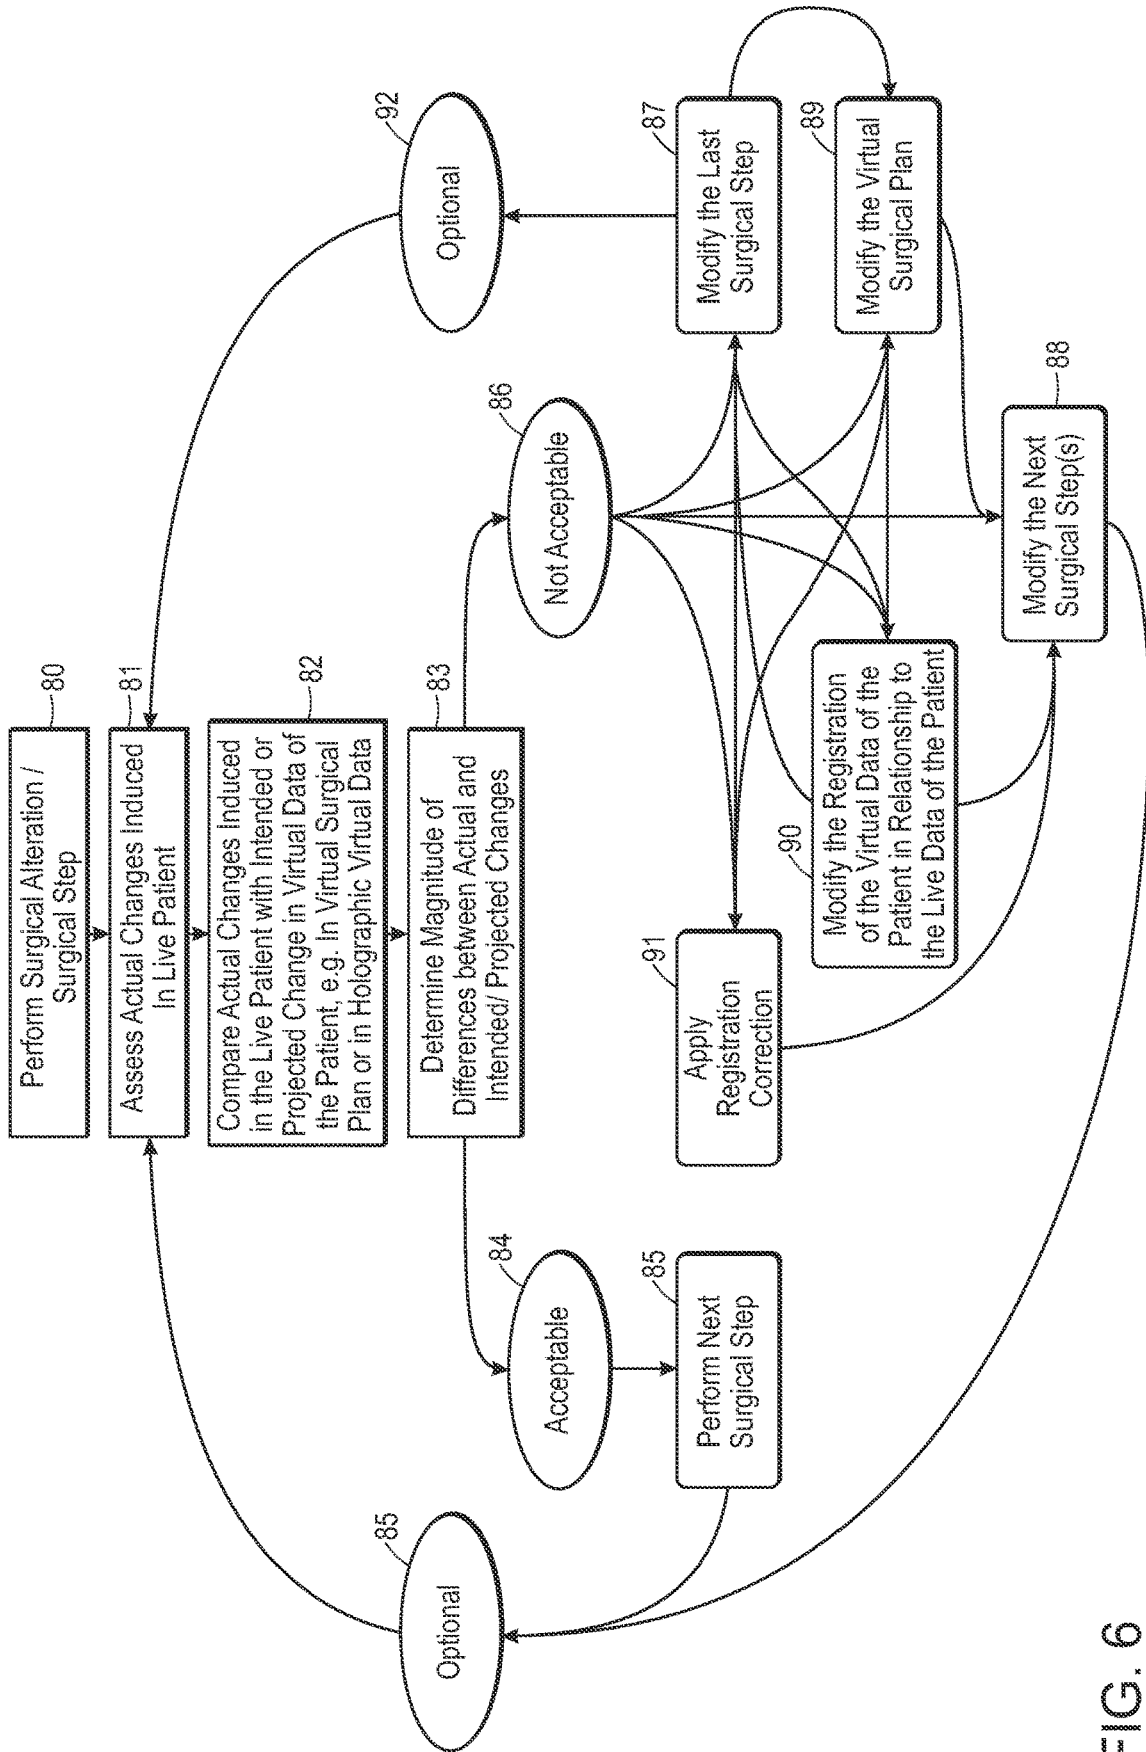 80
Perform Surgical Alteration /
Surgical Step
81
Assess Actual Changes Induced
In Live Patient
82
Compare Actual Changes Induced
in the Live Patient with Intended or
Projected Change in Virtual Data of
the Patient, e.g. In Virtual Surgical
Plan or in Holographic Virtual Data
83
Determine Magnitude of
Differences between Actual and
Intended/ Projected Changes
85
Optional
84
Acceptable
85
Perform Next
Surgical Step
86
Not Acceptable
92
Optional
91
Apply
Registration
Correction
90
Modify the Registration
of the Virtual Data of the
Patient in Relationship to
the Live Data of the Patient
87
Modify the Last
Surgical Step
89
Modify the Virtual
Surgical Plan
88
Modify the Next
Surgical Step(s)
FIG. 6